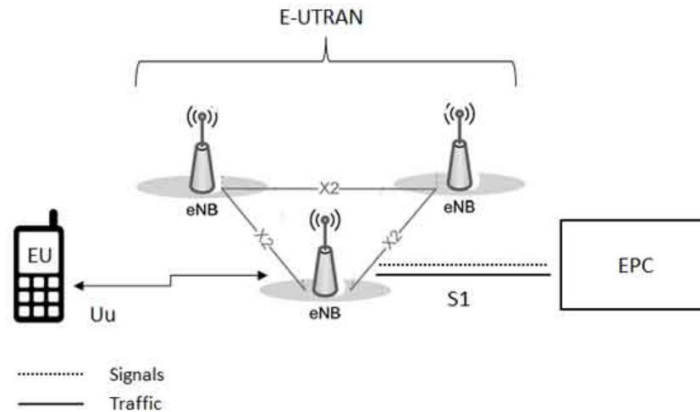 E-UTRAN
X2
eNB
eNB
X2
X2
EU
EPC
Uu
eNB
S1
Signals
Traffic